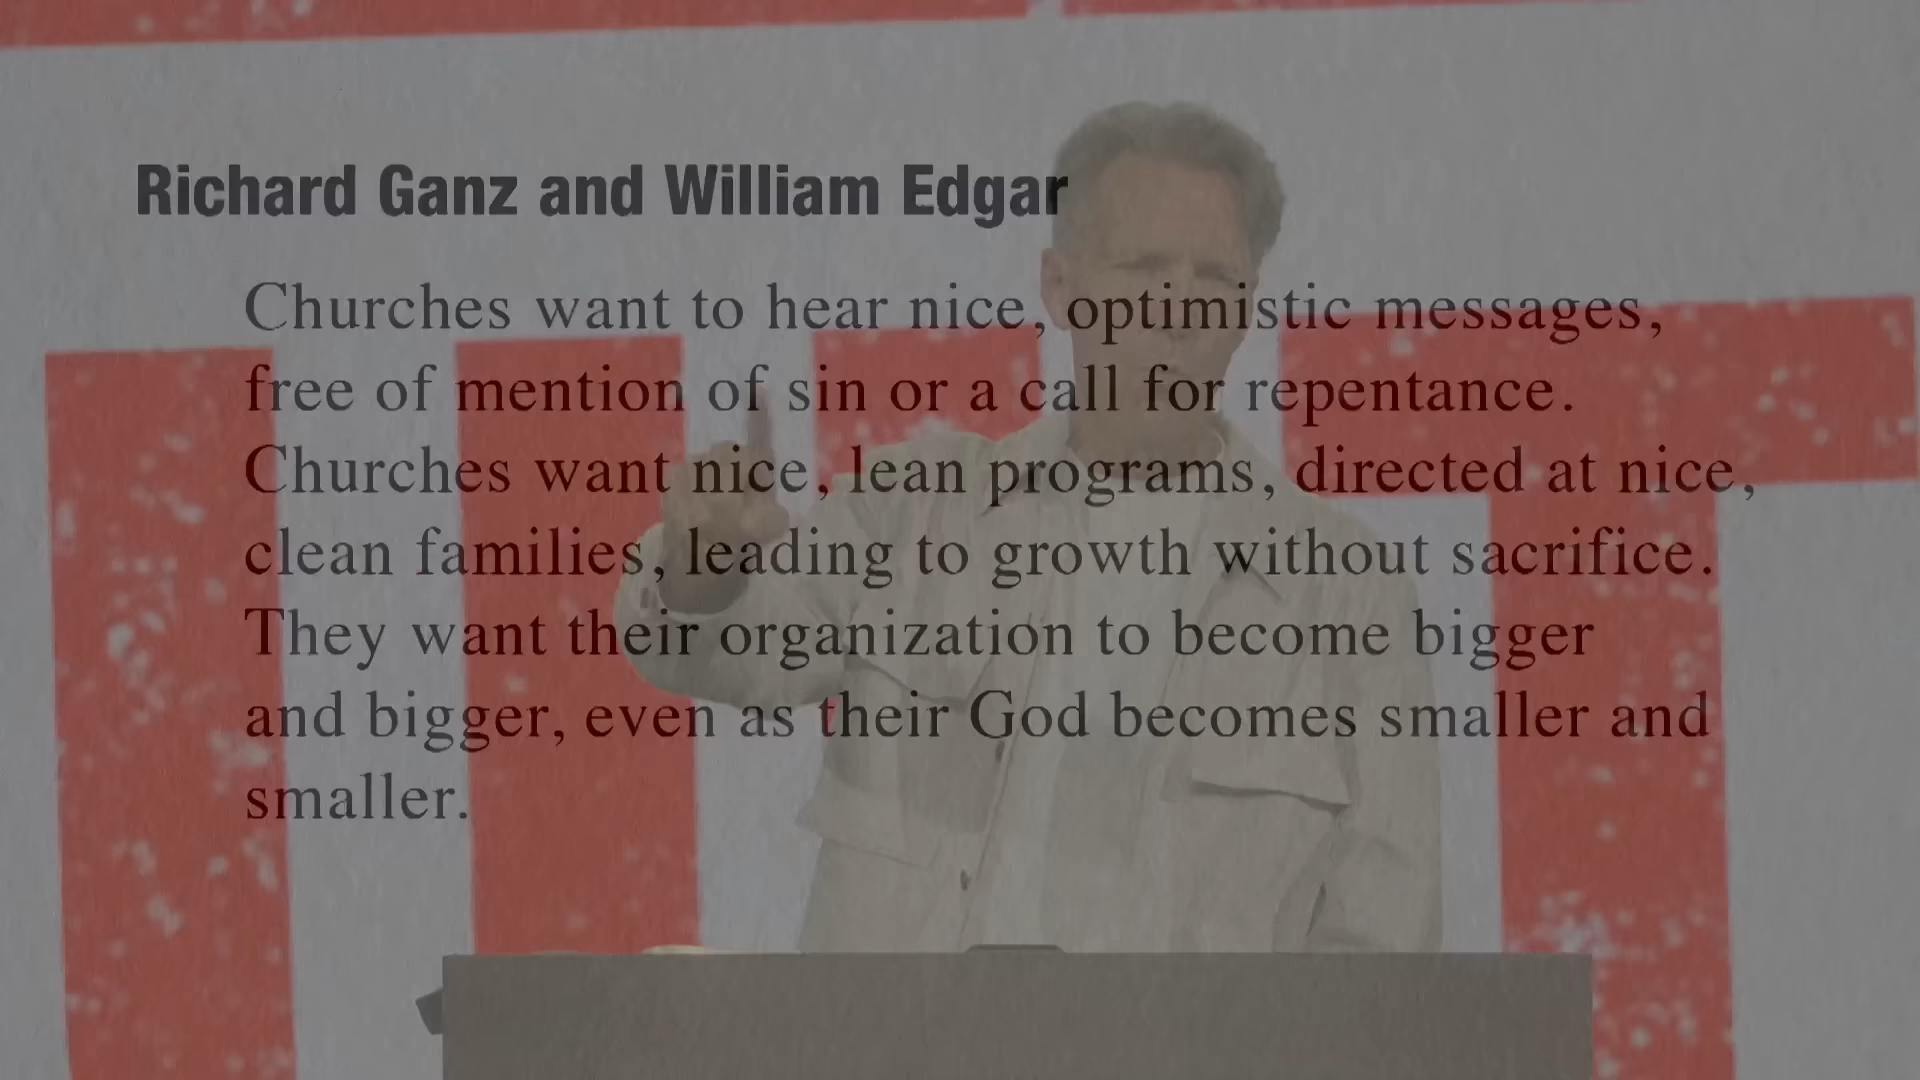 Richard Ganz and William Edgar
Churches want to hear nice, optimistic messages,
free of mention of sin or a call for repentance.
Churches want nice, lean programs, directed at nice,
clean families, leading to growth without sacrifice.
They want their organization to become bigger
and bigger, even as their God becomes smaller and
smaller.